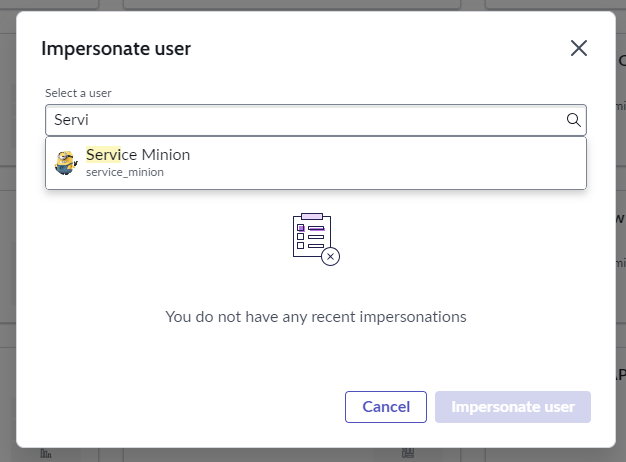 Impersonate user
Select a user
Servi
Service Minion
service_minion
You do not have any recent impersonations
Cancel
Impersonate user